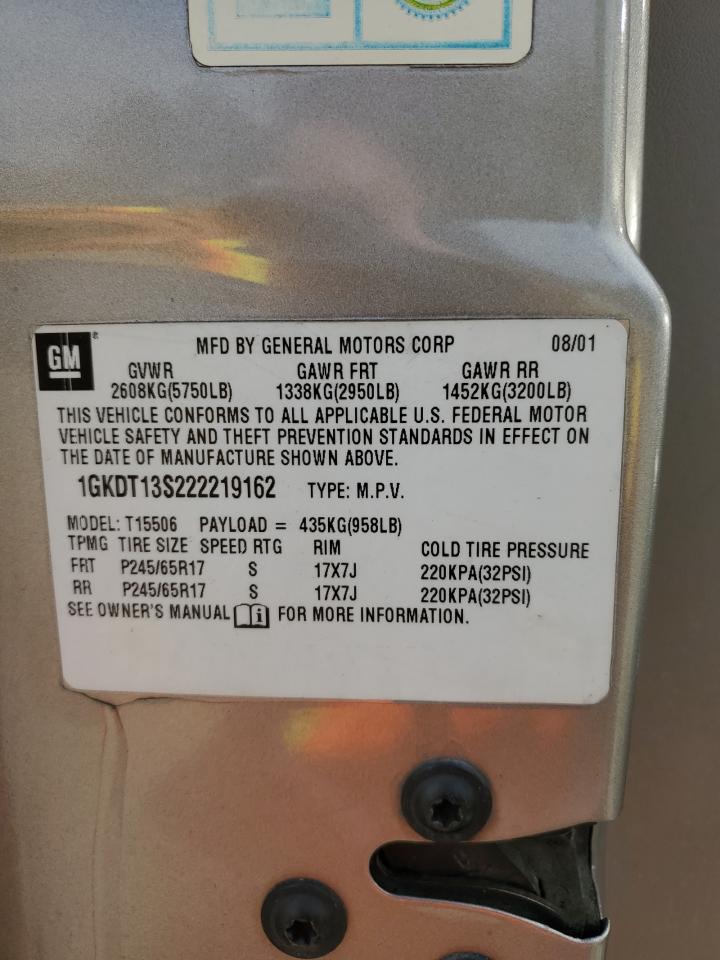 GM
MFD BY GENERAL MOTORS CORP 08/01
GVWR GAWR FRT GAWR RR
2608KG(5750LB) 1338KG(2950LB) 1452KG(3200LB)
THIS VEHICLE CONFORMS TO ALL APPLICABLE U.S. FEDERAL MOTOR
VEHICLE SAFETY AND THEFT PREVENTION STANDARDS IN EFFECT ON
THE DATE OF MANUFACTURE SHOWN ABOVE.
1GKDT13S222219162 TYPE: M.P.V.
MODEL: T15506 PAYLOAD = 435KG(958LB)
TPMG TIRE SIZE SPEED RTG RIM COLD TIRE PRESSURE
FRT P245/65R17 S 17X7J 220KPA(32PSI)
RR P245/65R17 S 17X7J 220KPA(32PSI)
SEE OWNER'S MANUAL i FOR MORE INFORMATION.